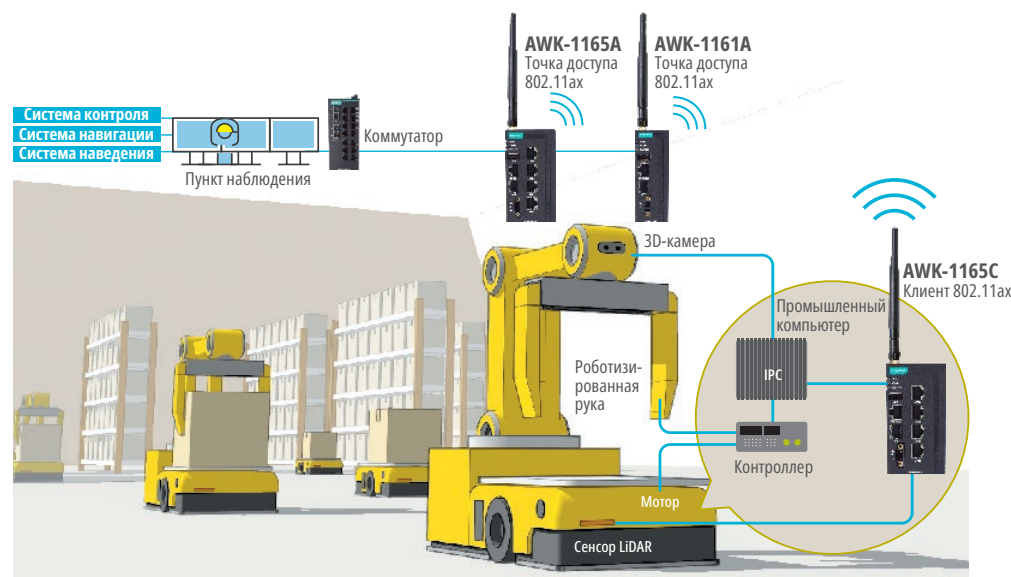 AWK-1165A
Точка доступа
802.11ax
AWK-1161A
Точка доступа
802.11ax
Система контроля
Система навигации
Система наведения
Коммутатор
Пункт наблюдения
3D-камера
AWK-1165C
Клиент 802.11ax
Промышленный
компьютер
IPC
Роботизи-
рованная
рука
Контроллер
Мотор
Сенсор LiDAR